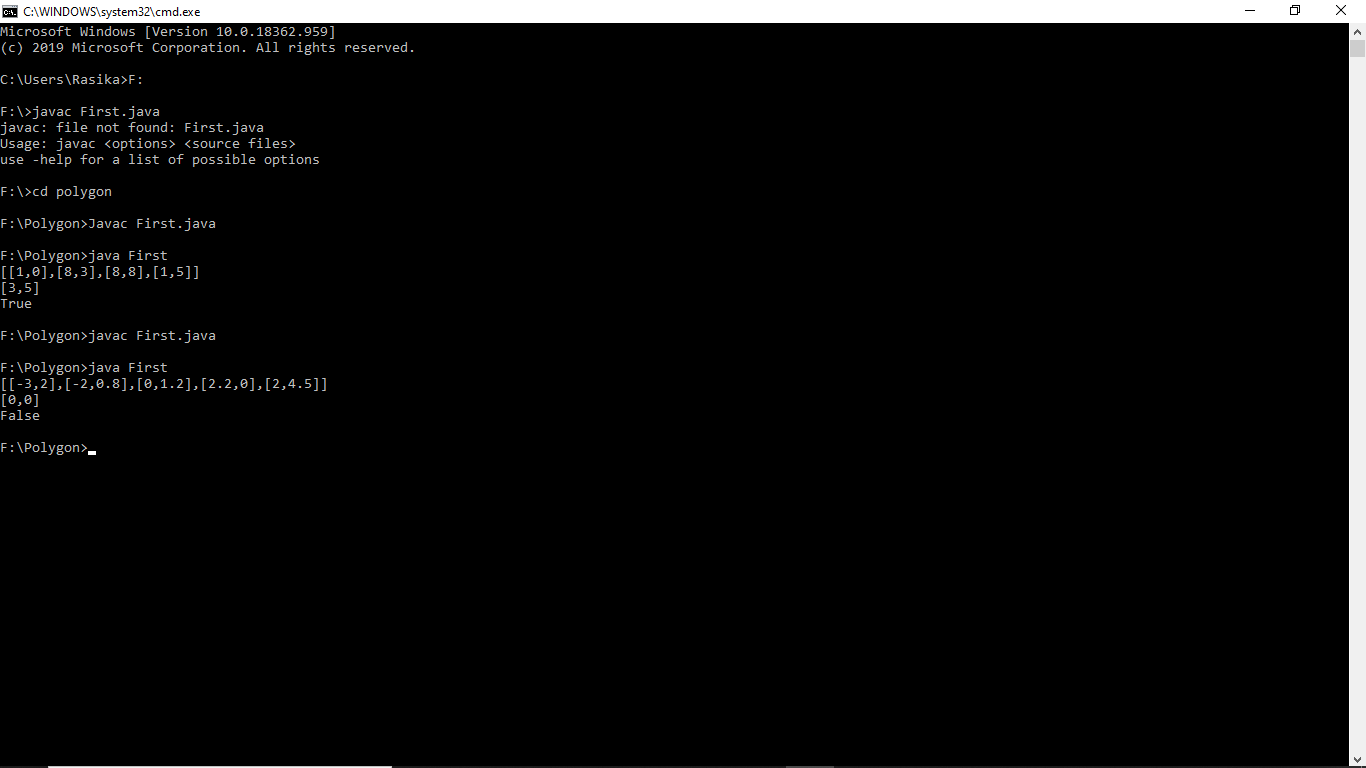 C:\WINDOWS\system32\cmd.exe
Microsoft Windows [Version 10.0.18362.959]
(c) 2019 Microsoft Corporation. All rights reserved.
C:\Users\Rasika>F:
F:\>javac First.java
javac: file not found: First.java
Usage: javac <options> <source files>
use -help for a list of possible options
F:\>cd polygon
F:\Polygon>Javac First.java
F:\Polygon>java First
[[1,0],[8,3],[8,8],[1,5]]
[3,5]
True
F:\Polygon>javac First.java
F:\Polygon>java First
[[-3,2],[-2,0.8],[0,1.2],[2.2,0],[2,4.5]]
[0,0]
False
F:\Polygon>